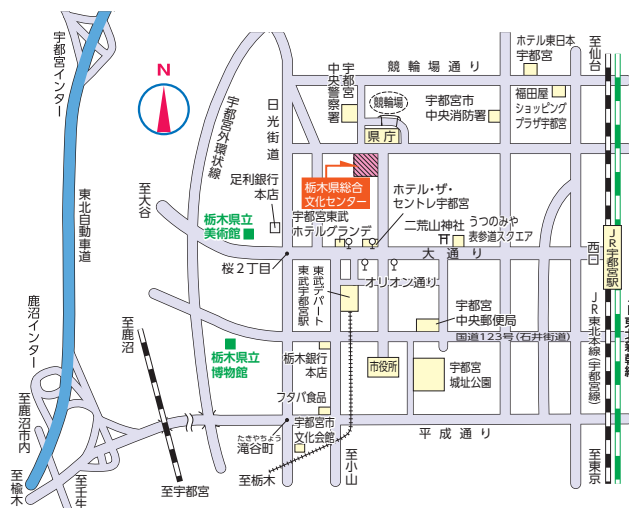 宇都宮インター
東北自動車道
鹿沼インター
至鹿沼市内
至楡木
至壬生
N
至大谷
至鹿沼
至宇都宮
宇都宮外環状線
日光街道
足利銀行
本店
栃木県立
美術館
桜2丁目
栃木県立
博物館
宇都宮
中央警察署
競輪場通り
競輪場
県庁
宇都宮市
中央消防署
ホテル東日本
宇都宮
福田屋
ショッピング
プラザ宇都宮
至仙台
栃木県総合
文化センター
ホテル・ザ・
セントレ宇都宮
宇都宮東武
ホテルグランデ
二荒山神社
うつのみや
表参道スクエア
大通り
西口
JR宇都宮駅
オリオン通り
東武デパート
東武宇都宮駅
宇都宮
中央郵便局
国道123号(石井街道)
JR東北本線(宇都宮線)
栃木銀行
本店
市役所
宇都宮
城址公園
フタバ食品
宇都宮市
文化会館
たきやちょう
滝谷町
平成通り
至栃木
至小山
至東京